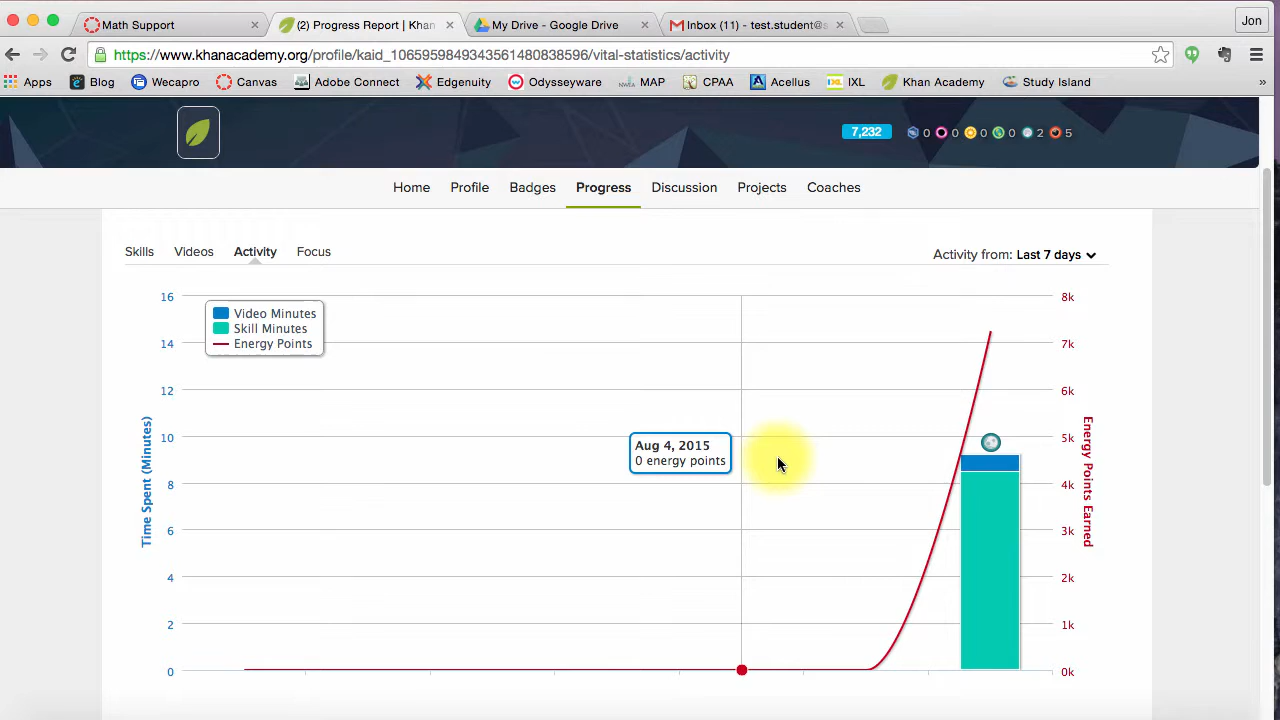 Math Support
(2) Progress Report | Khan
My Drive - Google Drive
Inbox (11) - test.student@s
Jon
https://www.khanacademy.org/profile/kaid_1065959849343561480838596/vital-statistics/activity
Apps
Blog
Wecapro
Canvas
Adobe Connect
Edgenuity
Odysseyware
MAP
CPAA
Acellus
IXL
Khan Academy
Study Island
»
7,232
0
0
0
0
2
5
Home
Profile
Badges
Progress
Discussion
Projects
Coaches
Skills
Videos
Activity
Focus
Activity from: Last 7 days
16
14
12
10
8
6
4
2
0
Time Spent (Minutes)
Video Minutes
Skill Minutes
Energy Points
Aug 4, 2015
0 energy points
8k
7k
6k
5k
4k
3k
2k
1k
0k
Energy Points Earned